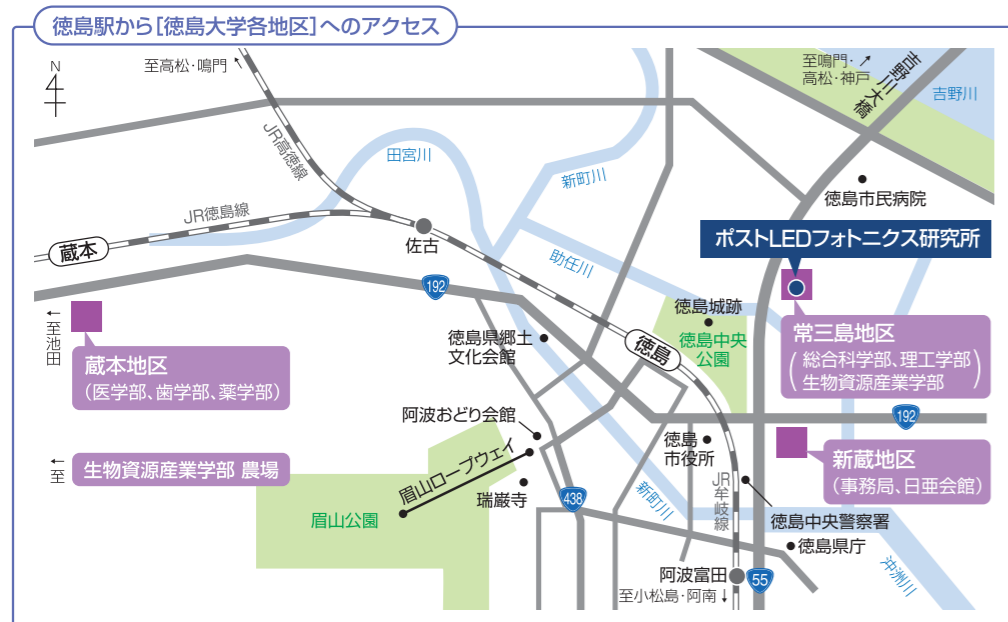 徳島駅から[徳島大学各地区]へのアクセス
N
至高松・鳴門
↑
JR高徳線
田宮川
新町川
至鳴門・
高松・神戸
↑
吉野川大橋
吉野川
徳島市民病院
JR徳島線
蔵本
佐古
ポストLEDフォトニクス研究所
助任川
192
徳島城跡
徳島中央
公園
常三島地区
(総合科学部、理工学部
生物資源産業学部)
←至池田
蔵本地区
(医学部、歯学部、薬学部)
徳島県郷土
文化会館
徳島
192
阿波おどり会館
徳島
市役所
新蔵地区
(事務局、日亜会館)
←至
生物資源産業学部 農場
眉山ロープウェイ
瑞巌寺
眉山公園
438
新町川
JR牟岐線
徳島中央警察署
徳島県庁
沖洲川
阿波富田
55
至小松島・阿南↓